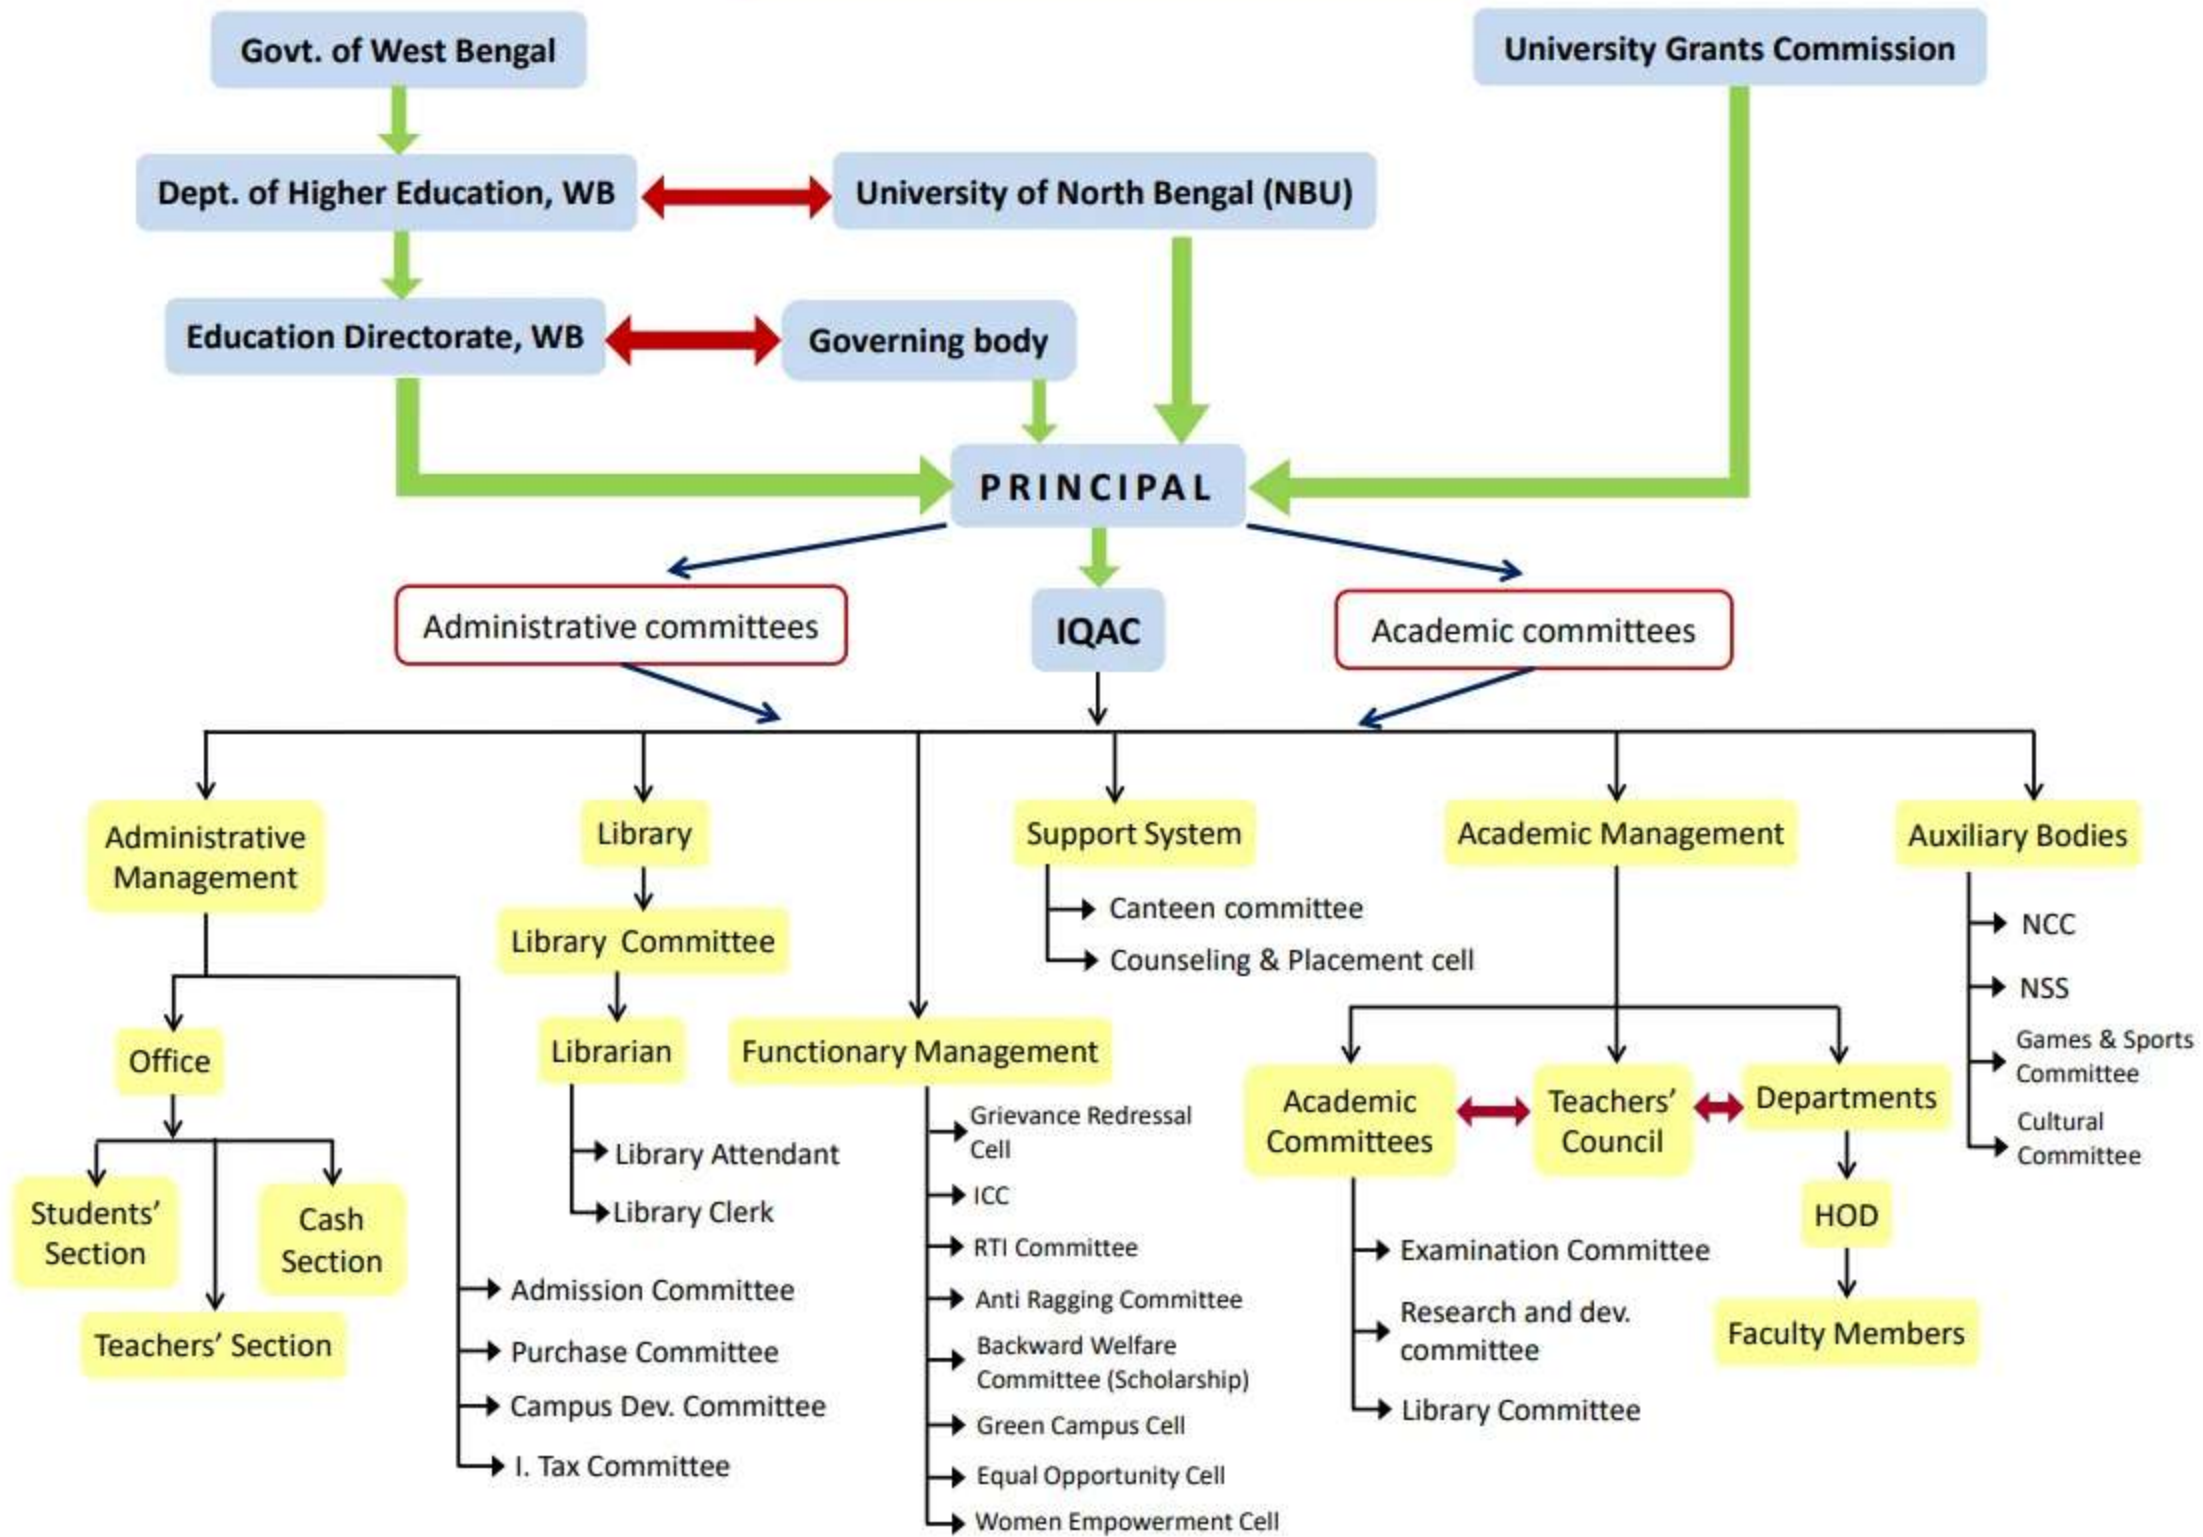 Govt. of West Bengal
University Grants Commission
Dept. of Higher Education, WB
University of North Bengal (NBU)
Education Directorate, WB
Governing body
PRINCIPAL
Administrative committees
IQAC
Academic committees
Administrative
Management
Library
Support System
Academic Management
Auxiliary Bodies
Office
Students'
Section
Cash
Section
Teachers' Section
Admission Committee
Purchase Committee
Campus Dev. Committee
I. Tax Committee
Library Committee
Librarian
Library Attendant
Library Clerk
Functionary Management
Grievance Redressal
Cell
ICC
RTI Committee
Anti Ragging Committee
Backward Welfare
Committee (Scholarship)
Green Campus Cell
Equal Opportunity Cell
Women Empowerment Cell
Canteen committee
Counseling & Placement cell
Academic
Committees
Teachers'
Council
Departments
Examination Committee
Research and dev.
committee
Library Committee
HOD
Faculty Members
NCC
NSS
Games & Sports
Committee
Cultural
Committee